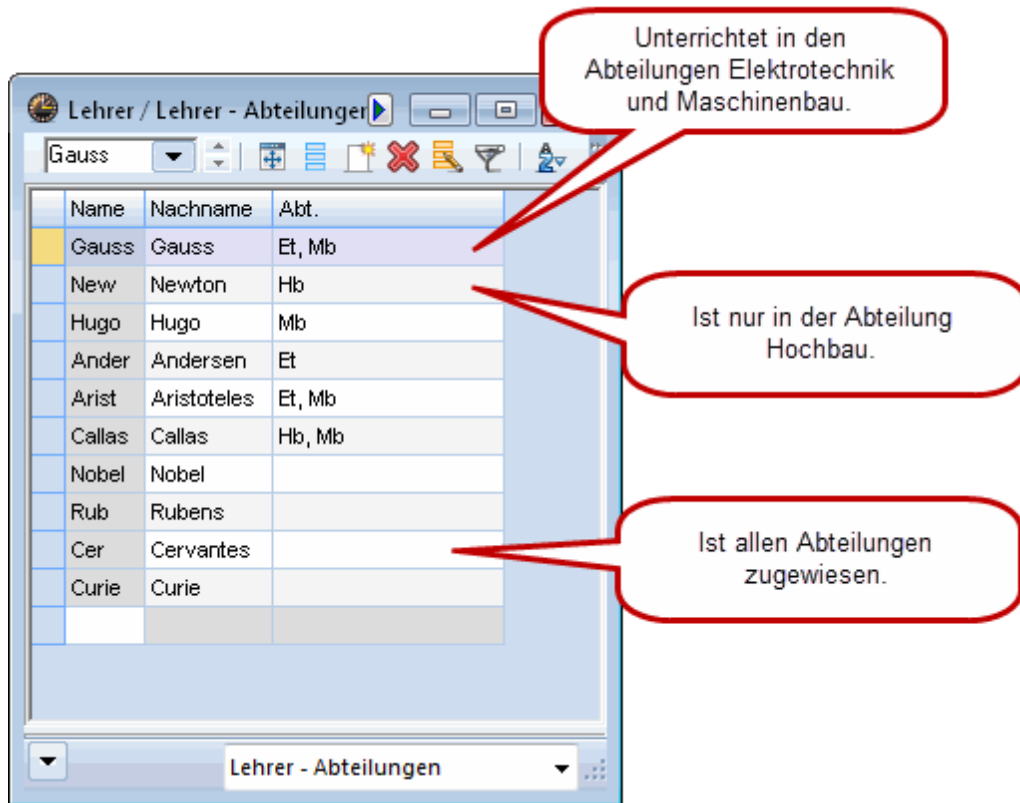 Unterrichtet in den
Abteilungen Elektrotechnik
und Maschinenbau.
Lehrer / Lehrer - Abteilunger
Gauss
Name Nachname Abt.
Gauss Gauss Et, Mb
New Newton Hb
Hugo Hugo Mb
Ander Andersen Et
Arist Aristoteles Et, Mb
Callas Callas Hb, Mb
Nobel Nobel
Rub Rubens
Cer Cervantes
Curie Curie
Ist nur in der Abteilung
Hochbau.
Ist allen Abteilungen
zugewiesen.
Lehrer - Abteilungen